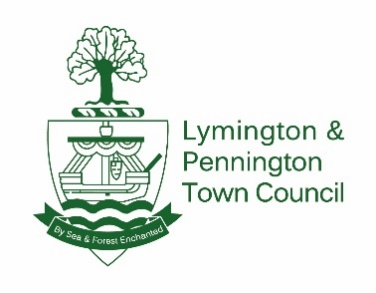 Lymington &
Pennington
Town Council
By Sea & Forest Enchanted